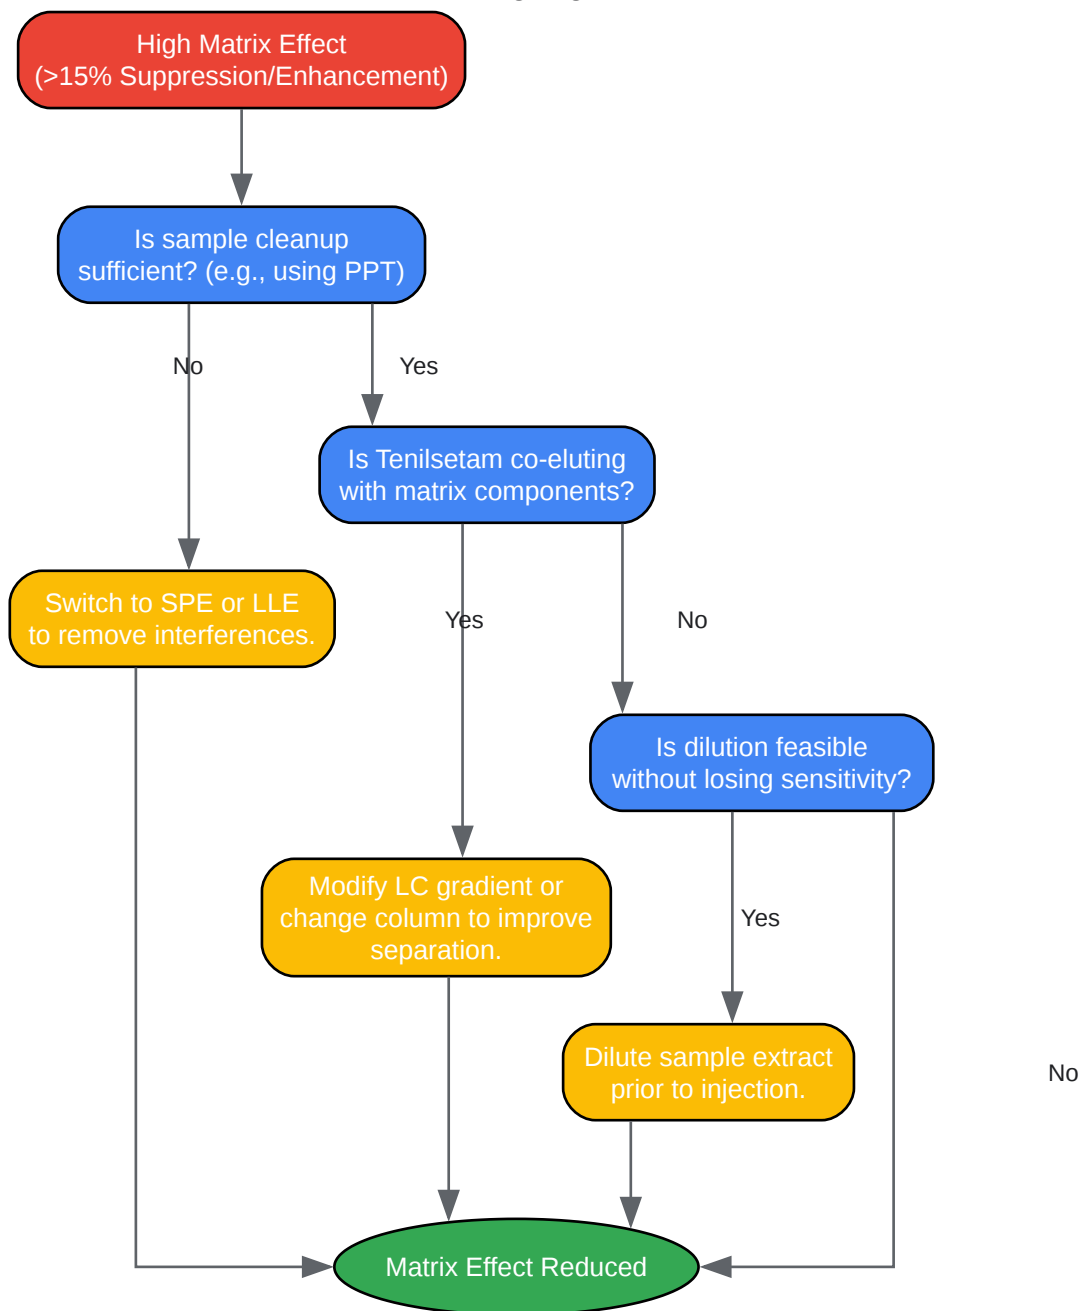 High Matrix Effect
(>15% Suppression/Enhancement)
Is sample cleanup
sufficient? (e.g., using PPT)
No
Yes
Is Tenilsetam co-eluting
with matrix components?
Switch to SPE or LLE
to remove interferences.
Yes
No
Is dilution feasible
without losing sensitivity?
Modify LC gradient or
change column to improve
separation.
Yes
Dilute sample extract
prior to injection.
No
Matrix Effect Reduced